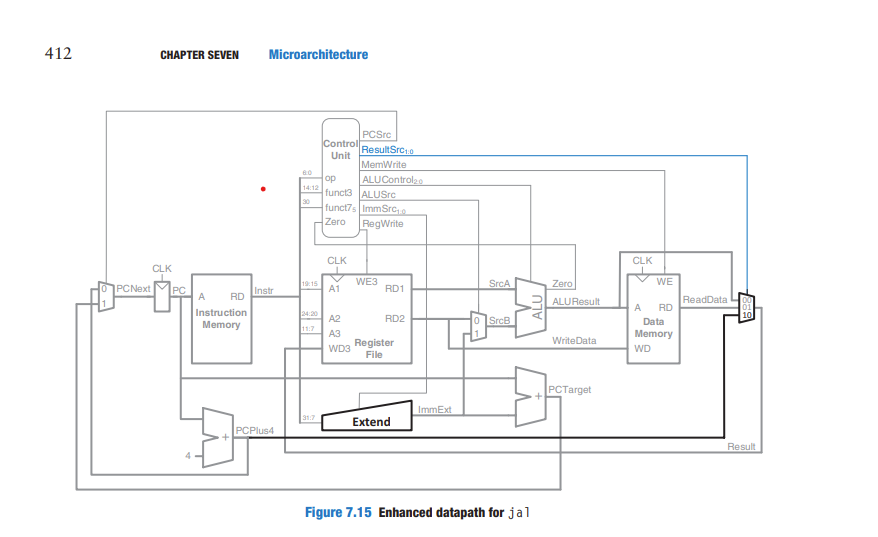 412 CHAPTER SEVEN Microarchitecture
PCSrc
Control
Unit
ResultSrc1:0
MemWrite
6:0
op
ALUControl2:0
14:12
funct3
ALUSrc
30
funct75
ImmSrc1:0
Zero
RegWrite
CLK
CLK
CLK
0
1
PCNext
PC
A
RD
Instruction
Memory
Instr
19:15
A1
WE3
RD1
24:20
A2
RD2
11:7
A3
WD3
Register
File
SrcA
0
1
SrcB
ALU
Zero
ALUResult
WE
A
RD
Data
Memory
WD
ReadData
00
01
10
WriteData
+
PCTarget
31:7
Extend
ImmExt
PCPlus4
+
4
Result
Figure 7.15 Enhanced datapath for jal